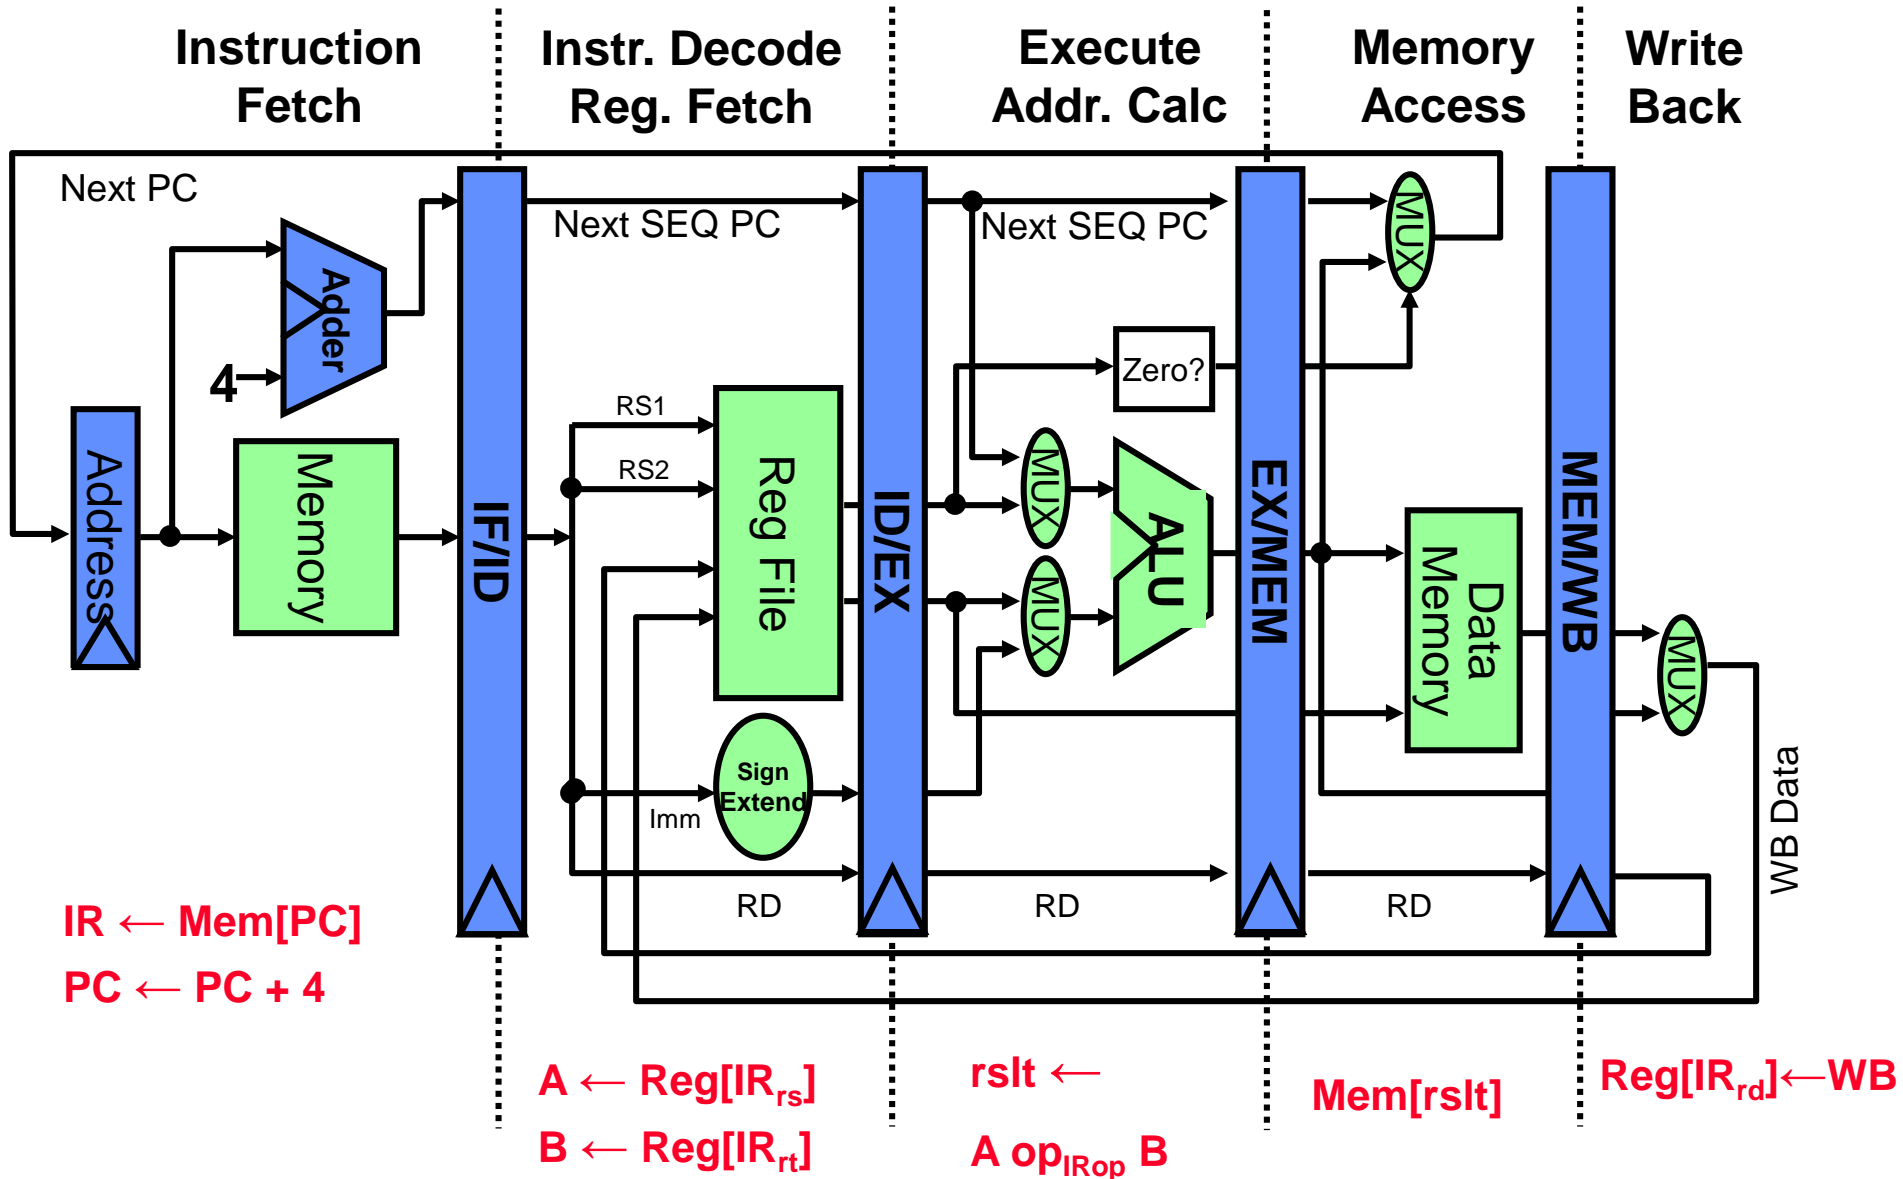 Instruction
Fetch
Instr. Decode
Reg. Fetch
Execute
Addr. Calc
Memory
Access
Write
Back
Next PC
Next SEQ PC
Next SEQ PC
MUX
Adder
4
Zero?
RS1
RS2
Address
Memory
IF/ID
Reg File
ID/EX
MUX
MUX
ALU
EX/MEM
Data
Memory
MEM/WB
MUX
Sign
Extend
Imm
WB Data
RD
RD
RD
IR ← Mem[PC]
PC ← PC + 4
A ← Reg[IRrs]
B ← Reg[IRrt]
rslt ←
A opIRop B
Mem[rslt]
Reg[IRrd]←WB